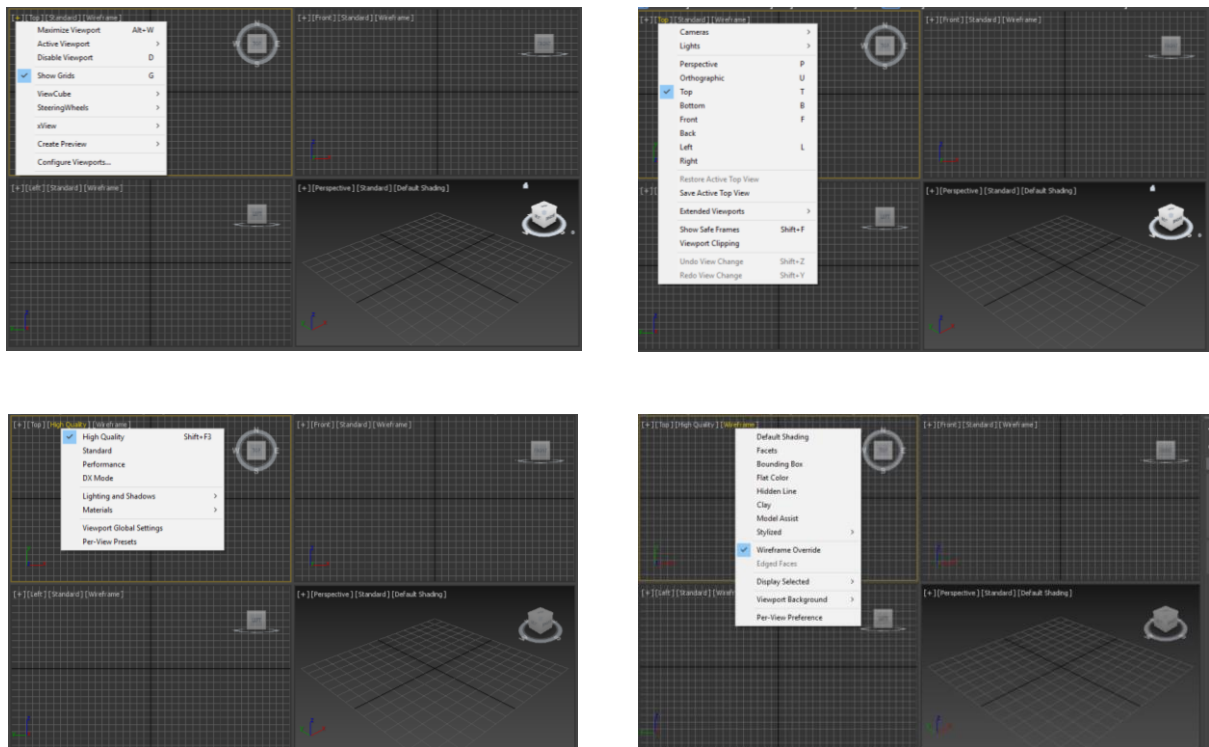 [+] [Top] [Standard] [Wireframe]
Maximize Viewport Alt+W
Active Viewport >
Disable Viewport D
Show Grids G
ViewCube >
SteeringWheels >
xView >
Create Preview >
Configure Viewports...
[+] [Front] [Standard] [Wireframe]
[+] [Left] [Standard] [Wireframe]
[+] [Perspective] [Standard] [Default Shading]
[+] [Top] [Standard] [Wireframe]
Cameras >
Lights >
Perspective P
Orthographic U
Top T
Bottom B
Front F
Back
Left L
Right
Restore Active Top View
Save Active Top View
Extended Viewports >
Show Safe Frames Shift+F
Viewport Clipping
Undo View Change Shift+Z
Redo View Change Shift+Y
[+] [Front] [Standard] [Wireframe]
[+] [Perspective] [Standard] [Default Shading]
[+] [Top] [High Quality] [Wireframe]
High Quality Shift+F3
Standard
Performance
DX Mode
Lighting and Shadows >
Materials >
Viewport Global Settings
Per-View Presets
[+] [Front] [Standard] [Wireframe]
[+] [Left] [Standard] [Wireframe]
[+] [Perspective] [Standard] [Default Shading]
[+] [Top] [High Quality] [Wireframe]
Default Shading
Facets
Bounding Box
Flat Color
Hidden Line
Clay
Model Assist
Stylized >
Wireframe Override
Edged Faces
Display Selected >
Viewport Background >
Per-View Preference
[+] [Front] [Standard] [Wireframe]
[+] [Left] [Standard]
[+] [Perspective] [Standard] [Default Shading]